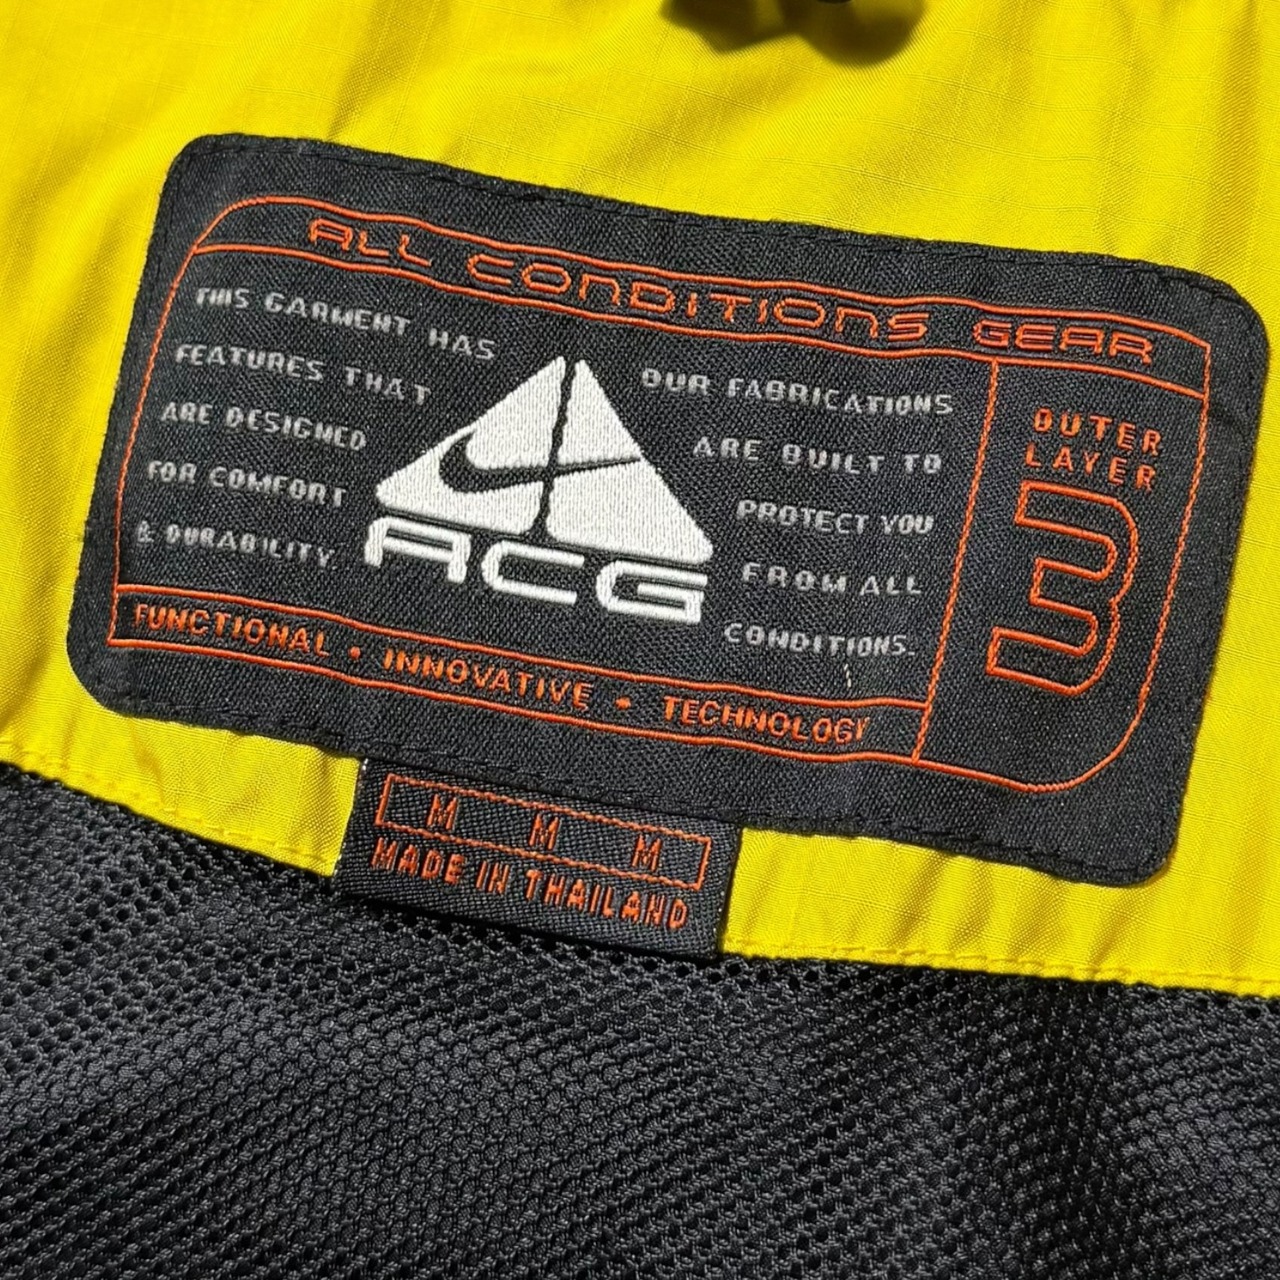 ALL CONDITIONS GEAR
THIS GARMENT HAS
FEATURES THAT
ARE DESIGNED
FOR COMFORT
& DURABILITY
ACG
OUR FABRICATIONS
ARE BUILT TO
PROTECT YOU
FROM ALL
CONDITIONS.
OUTER
LAYER
3
FUNCTIONAL • INNOVATIVE • TECHNOLOGY
M M M
MADE IN THAILAND